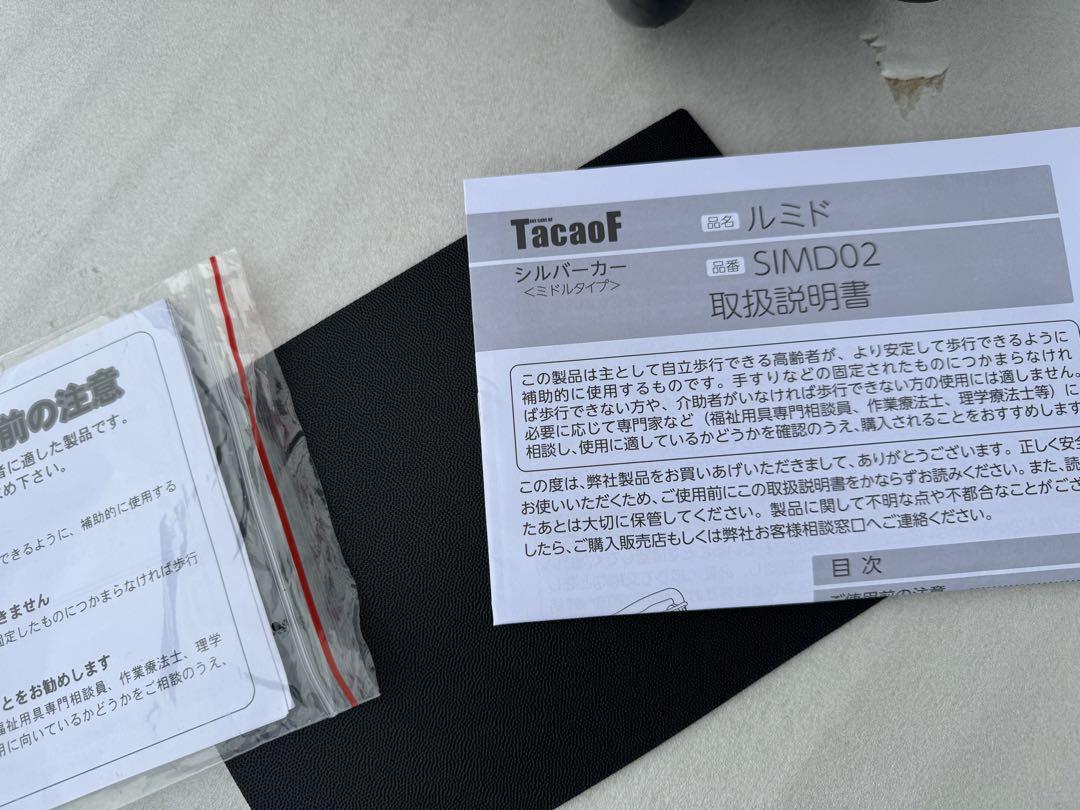 前の注意
者に適した製品です。
め下さい。
できるように、補助的に使用する
きません
固定したものにつかまらなければ歩行
とをお勧めします
福祉用具専門相談員、作業療法士、理学
用に向いているかどうかをご相談のうえ、
TAKE CARE OF
TacaoF
品名 ルミド
シルバーカー
<ミドルタイプ>
品番 SIMD02
取扱説明書
この製品は主として自立歩行できる高齢者が、より安定して歩行できるように
補助的に使用するものです。手すりなどの固定されたものにつかまらなけれ
ば歩行できない方や、介助者がいなければ歩行できない方の使用には適しません。
必要に応じて専門家など（福祉用具専門相談員、作業療法士、理学療法士等）に
相談し、使用に適しているかどうかを確認のうえ、購入されることをおすすめします
この度は、弊社製品をお買いあげいただきまして、ありがとうございます。正しく安全
お使いいただくため、ご使用前にこの取扱説明書をかならずお読みください。また、読
たあとは大切に保管してください。製品に関して不明な点や不都合なことがござ
したら、ご購入販売店もしくは弊社お客様相談窓口へご連絡ください。
目次
ご使用前の注意